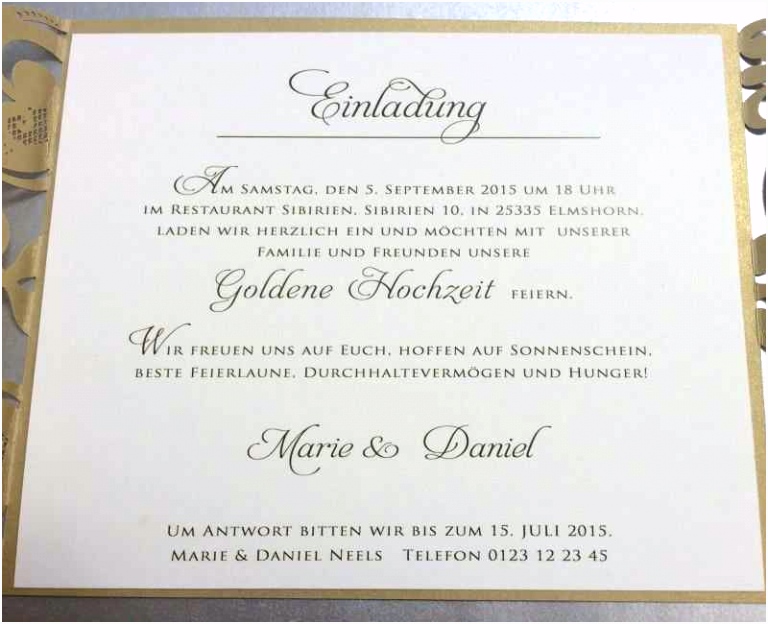 Einladung
Am Samstag, den 5. September 2015 um 18 Uhr
im Restaurant Sibirien, Sibirien 10, in 25335 Elmshorn,
laden wir herzlich ein und möchten mit unserer
Familie und Freunden unsere
Goldene Hochzeit feiern.
Wir freuen uns auf Euch, hoffen auf Sonnenschein,
beste Feierlaune, Durchhaltevermögen und Hunger!
Marie & Daniel
Um Antwort bitten wir bis zum 15. Juli 2015.
Marie & Daniel Neels Telefon 0123 12 23 45